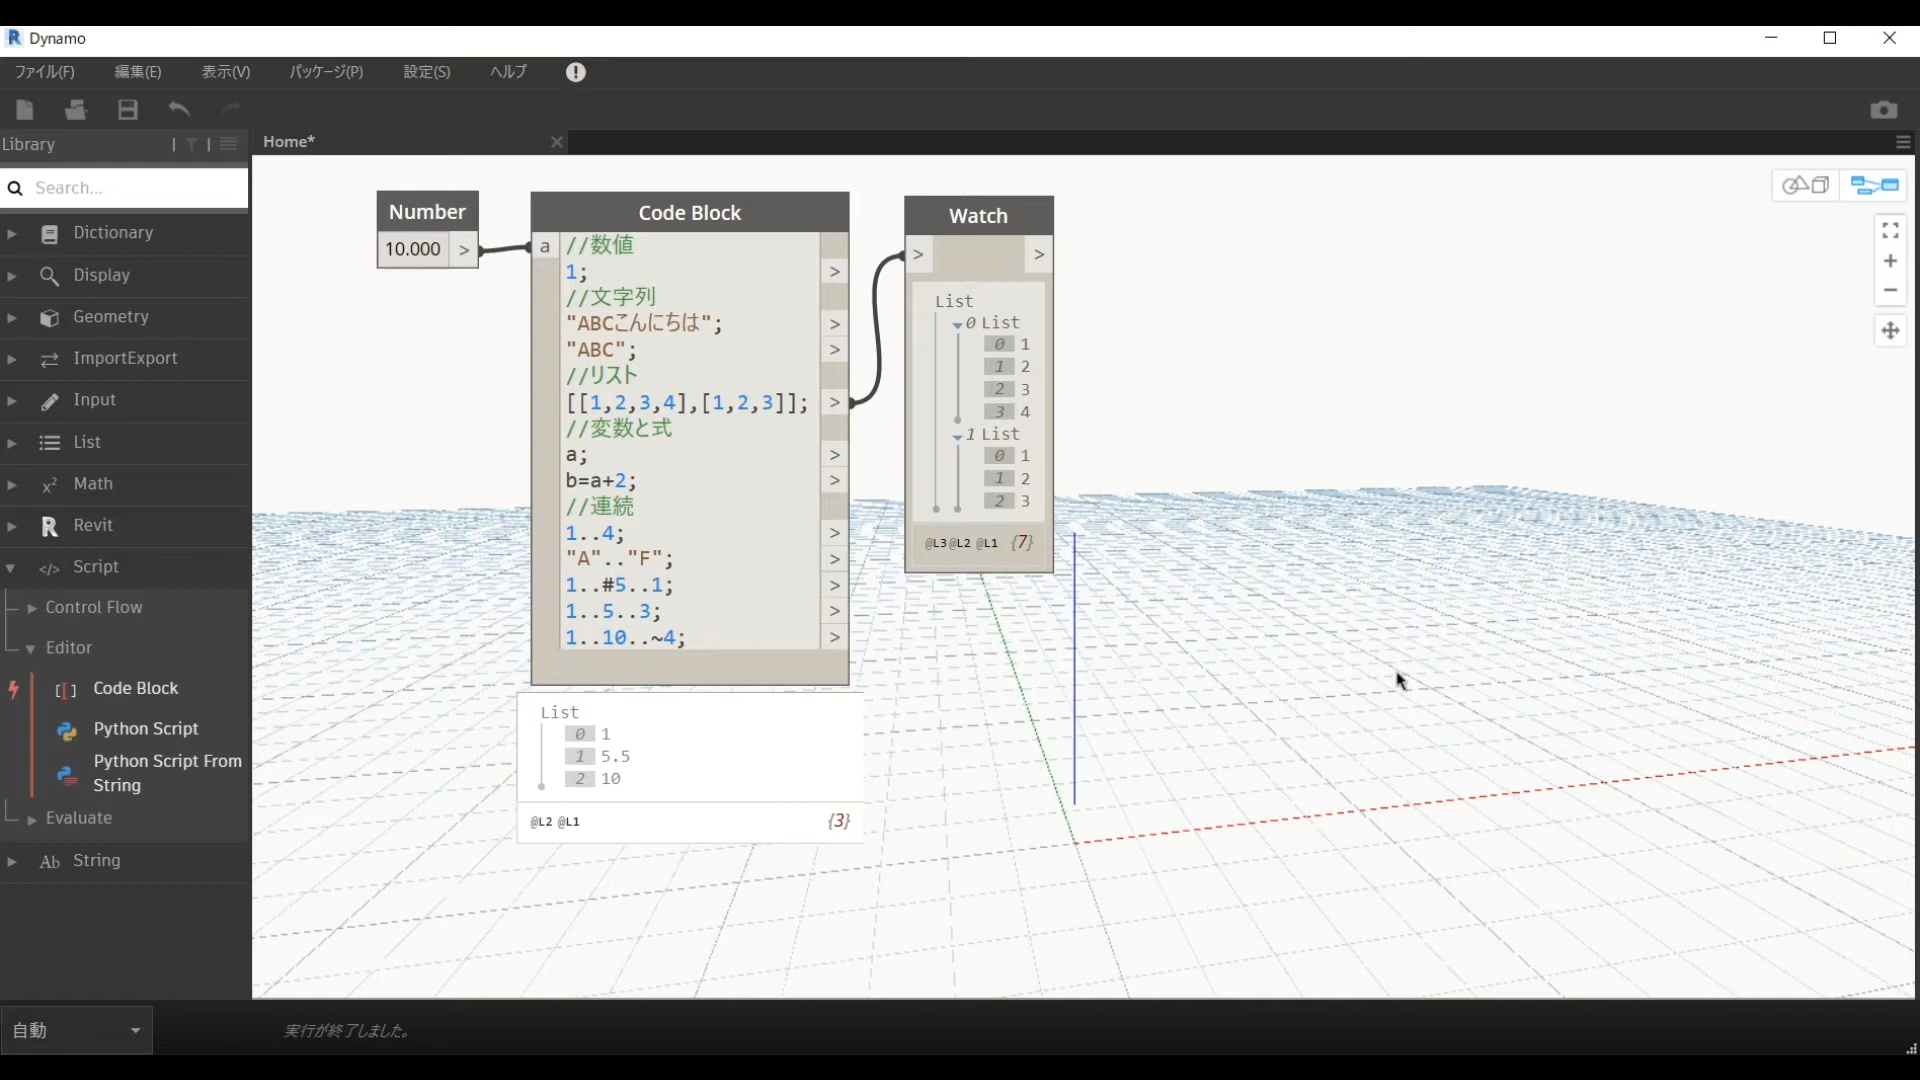 Dynamo
ファイル(F) 編集(E) 表示(V) パッケージ(P) 設定(S) ヘルプ
Library
Home*
Search...
Dictionary
Display
Geometry
ImportExport
Input
List
Math
Revit
Script
Control Flow
Editor
Code Block
Python Script
Python Script From
String
Evaluate
Ab String
Number
10.000 >
Code Block
a
//数値
1; >
//文字列
"ABCこんにちは"; >
"ABC"; >
//リスト
[[1,2,3,4],[1,2,3]]; >
//変数と式
a; >
b=a+2; >
//連続
1..4; >
"A".."F"; >
1..#5..1; >
1..5..3; >
1..10..~4; >
List
0 1
1 5.5
2 10
@L2 @L1 {3}
Watch
> >
List
0 List
0 1
1 2
2 3
3 4
1 List
0 1
1 2
2 3
@L3 @L2 @L1 {7}
自動
実行が終了しました。